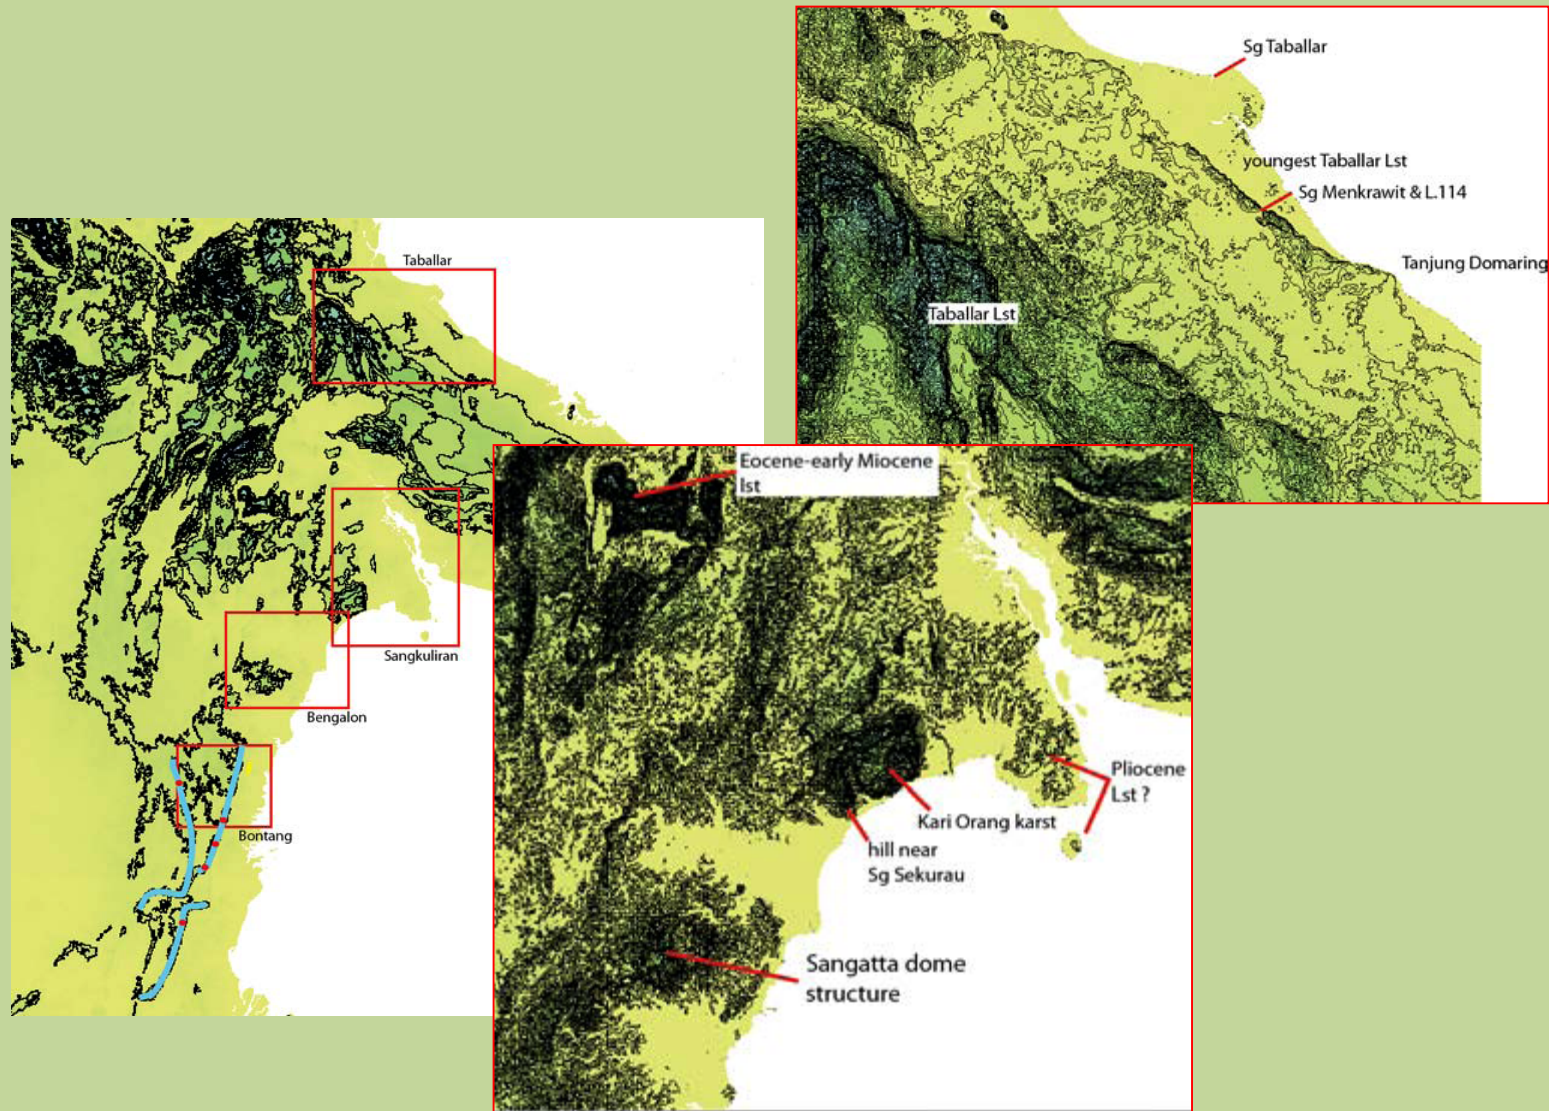 Sg Taballar
youngest Taballar Lst
Sg Menkrawit & L.114
Tanjung Domaring
Taballar Lst
Taballar
Sangkuliran
Bengalon
Bontang
Eocene-early Miocene
lst
Pliocene
Lst ?
Kari Orang karst
hill near
Sg Sekurau
Sangatta dome
structure